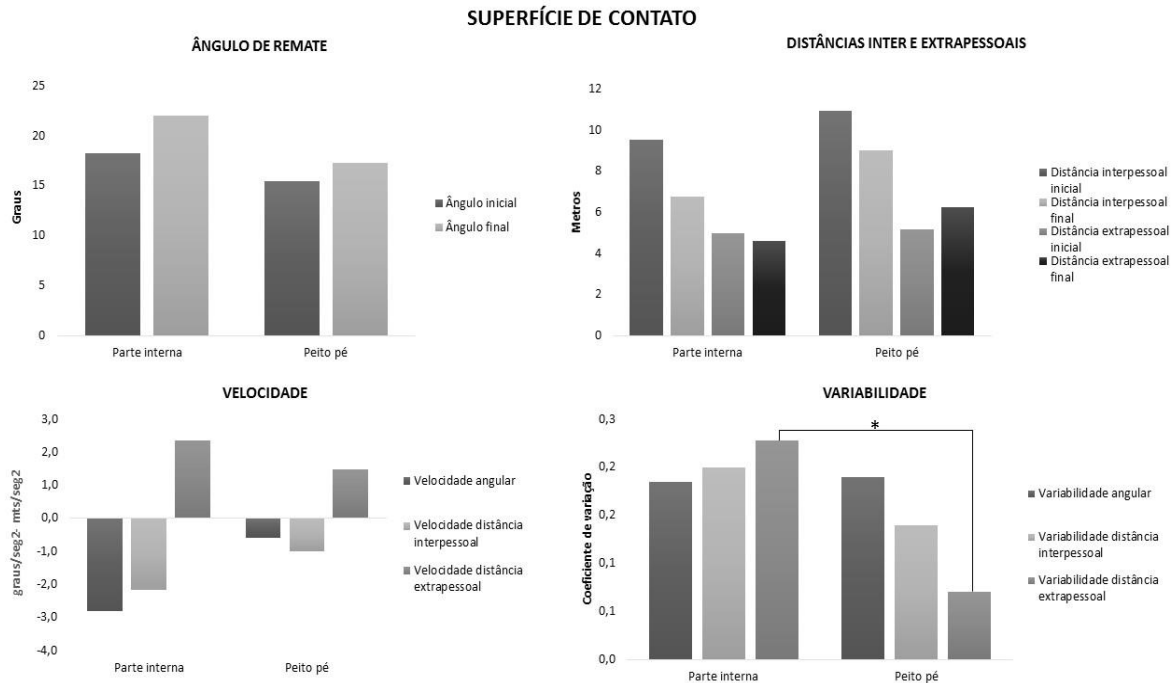 SUPERFÍCIE DE CONTATO
ÂNGULO DE REMATE
25
20
15
10
5
0
Graus
Parte interna
Peito pé
Ângulo inicial
Ângulo final
DISTÂNCIAS INTER E EXTRAPESSOAIS
12
10
8
6
4
2
0
Metros
Parte interna
Peito pé
Distância interpessoal
inicial
Distância interpessoal
final
Distância extrapessoal
inicial
Distância extrapessoal
final
VELOCIDADE
3,0
2,0
1,0
0,0
-1,0
-2,0
-3,0
-4,0
graus/seg2- mts/seg2
Parte interna
Peito pé
Velocidade angular
Velocidade distância
interpessoal
Velocidade distância
extrapessoal
VARIABILIDADE
0,3
0,2
0,2
0,1
0,1
0,0
Coeficiente de variação
*
Parte interna
Peito pé
Variabilidade angular
Variabilidade distância
interpessoal
Variabilidade distância
extrapessoal